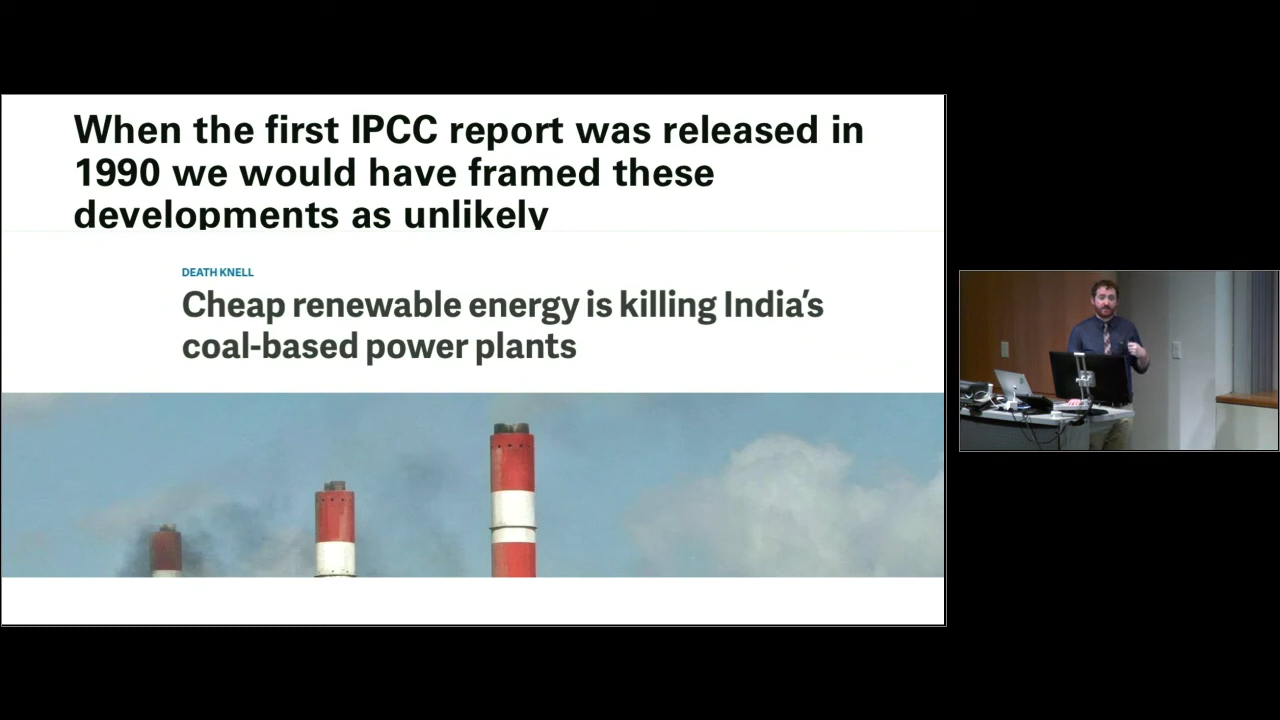 When the first IPCC report was released in
1990 we would have framed these
developments as unlikely
DEATH KNELL
Cheap renewable energy is killing India's
coal-based power plants